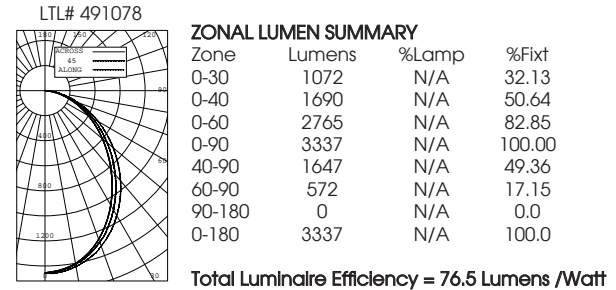 LTL# 491078
180 150 120
ACROSS
45
ALONG
90
400
60
800
1200
0 30
ZONAL LUMEN SUMMARY
Zone Lumens %Lamp %Fixt
0-30 1072 N/A 32.13
0-40 1690 N/A 50.64
0-60 2765 N/A 82.85
0-90 3337 N/A 100.00
40-90 1647 N/A 49.36
60-90 572 N/A 17.15
90-180 0 N/A 0.0
0-180 3337 N/A 100.0
Total Luminaire Efficiency = 76.5 Lumens /Watt